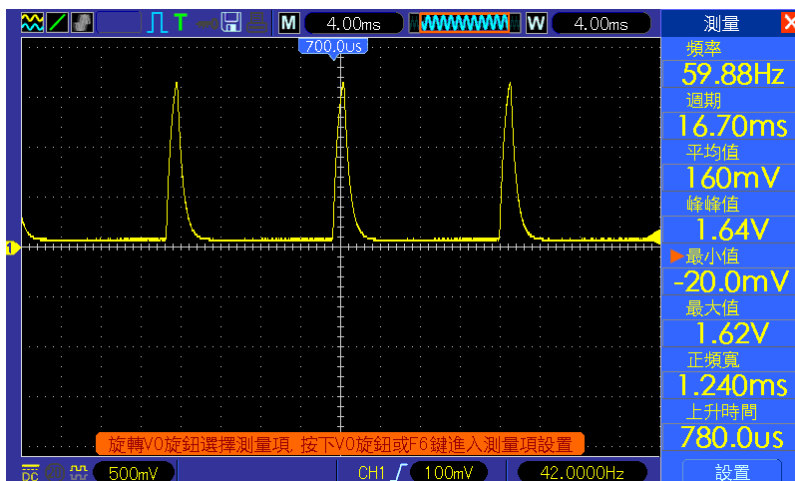 T M 4.00ms W 4.00ms 測量
700.0us
頻率
59.88Hz
週期
16.70ms
平均值
160mV
峰峰值
1.64V
最小值
-20.0mV
最大值
1.62V
正頻寬
1.240ms
上升時間
780.0us
1
旋轉V0旋鈕選擇測量項, 按下V0旋鈕或F6鍵進入測量項設置
DC 500mV CH1 100mV 42.0000Hz 設置